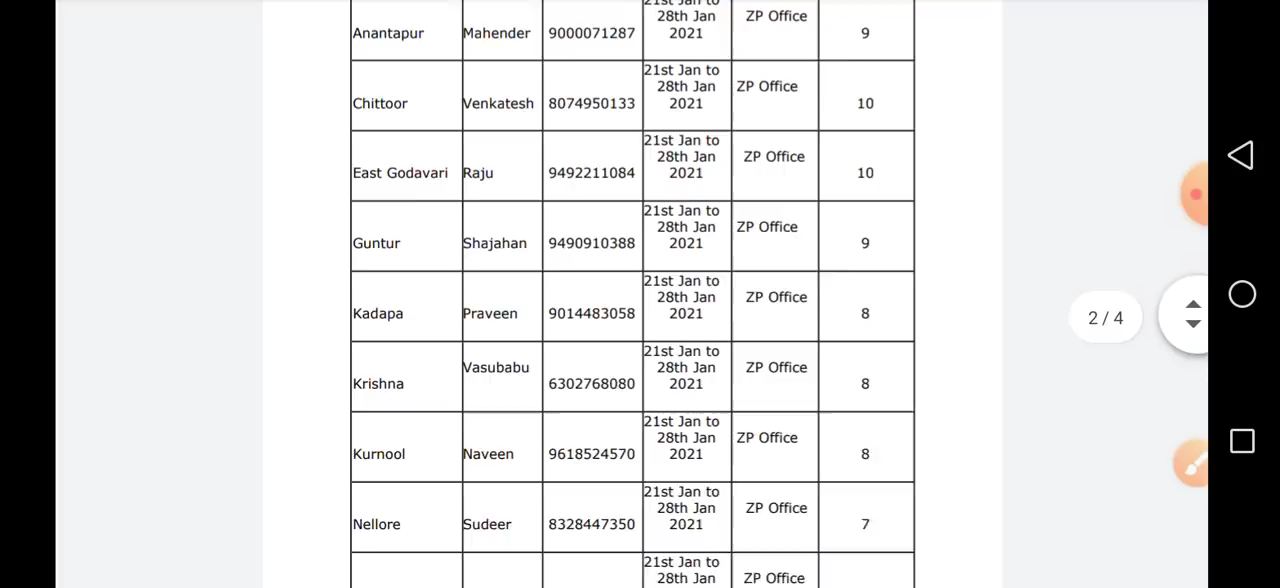 21st Jan to
28th Jan
2021
ZP Office
Anantapur
Mahender
9000071287
9
21st Jan to
28th Jan
2021
ZP Office
Chittoor
Venkatesh
8074950133
10
21st Jan to
28th Jan
2021
ZP Office
East Godavari
Raju
9492211084
10
21st Jan to
28th Jan
2021
ZP Office
Guntur
Shajahan
9490910388
9
21st Jan to
28th Jan
2021
ZP Office
Kadapa
Praveen
9014483058
8
21st Jan to
28th Jan
2021
ZP Office
Krishna
Vasubabu
6302768080
8
21st Jan to
28th Jan
2021
ZP Office
Kurnool
Naveen
9618524570
8
21st Jan to
28th Jan
2021
ZP Office
Nellore
Sudeer
8328447350
7
21st Jan to
28th Jan
ZP Office
2 / 4